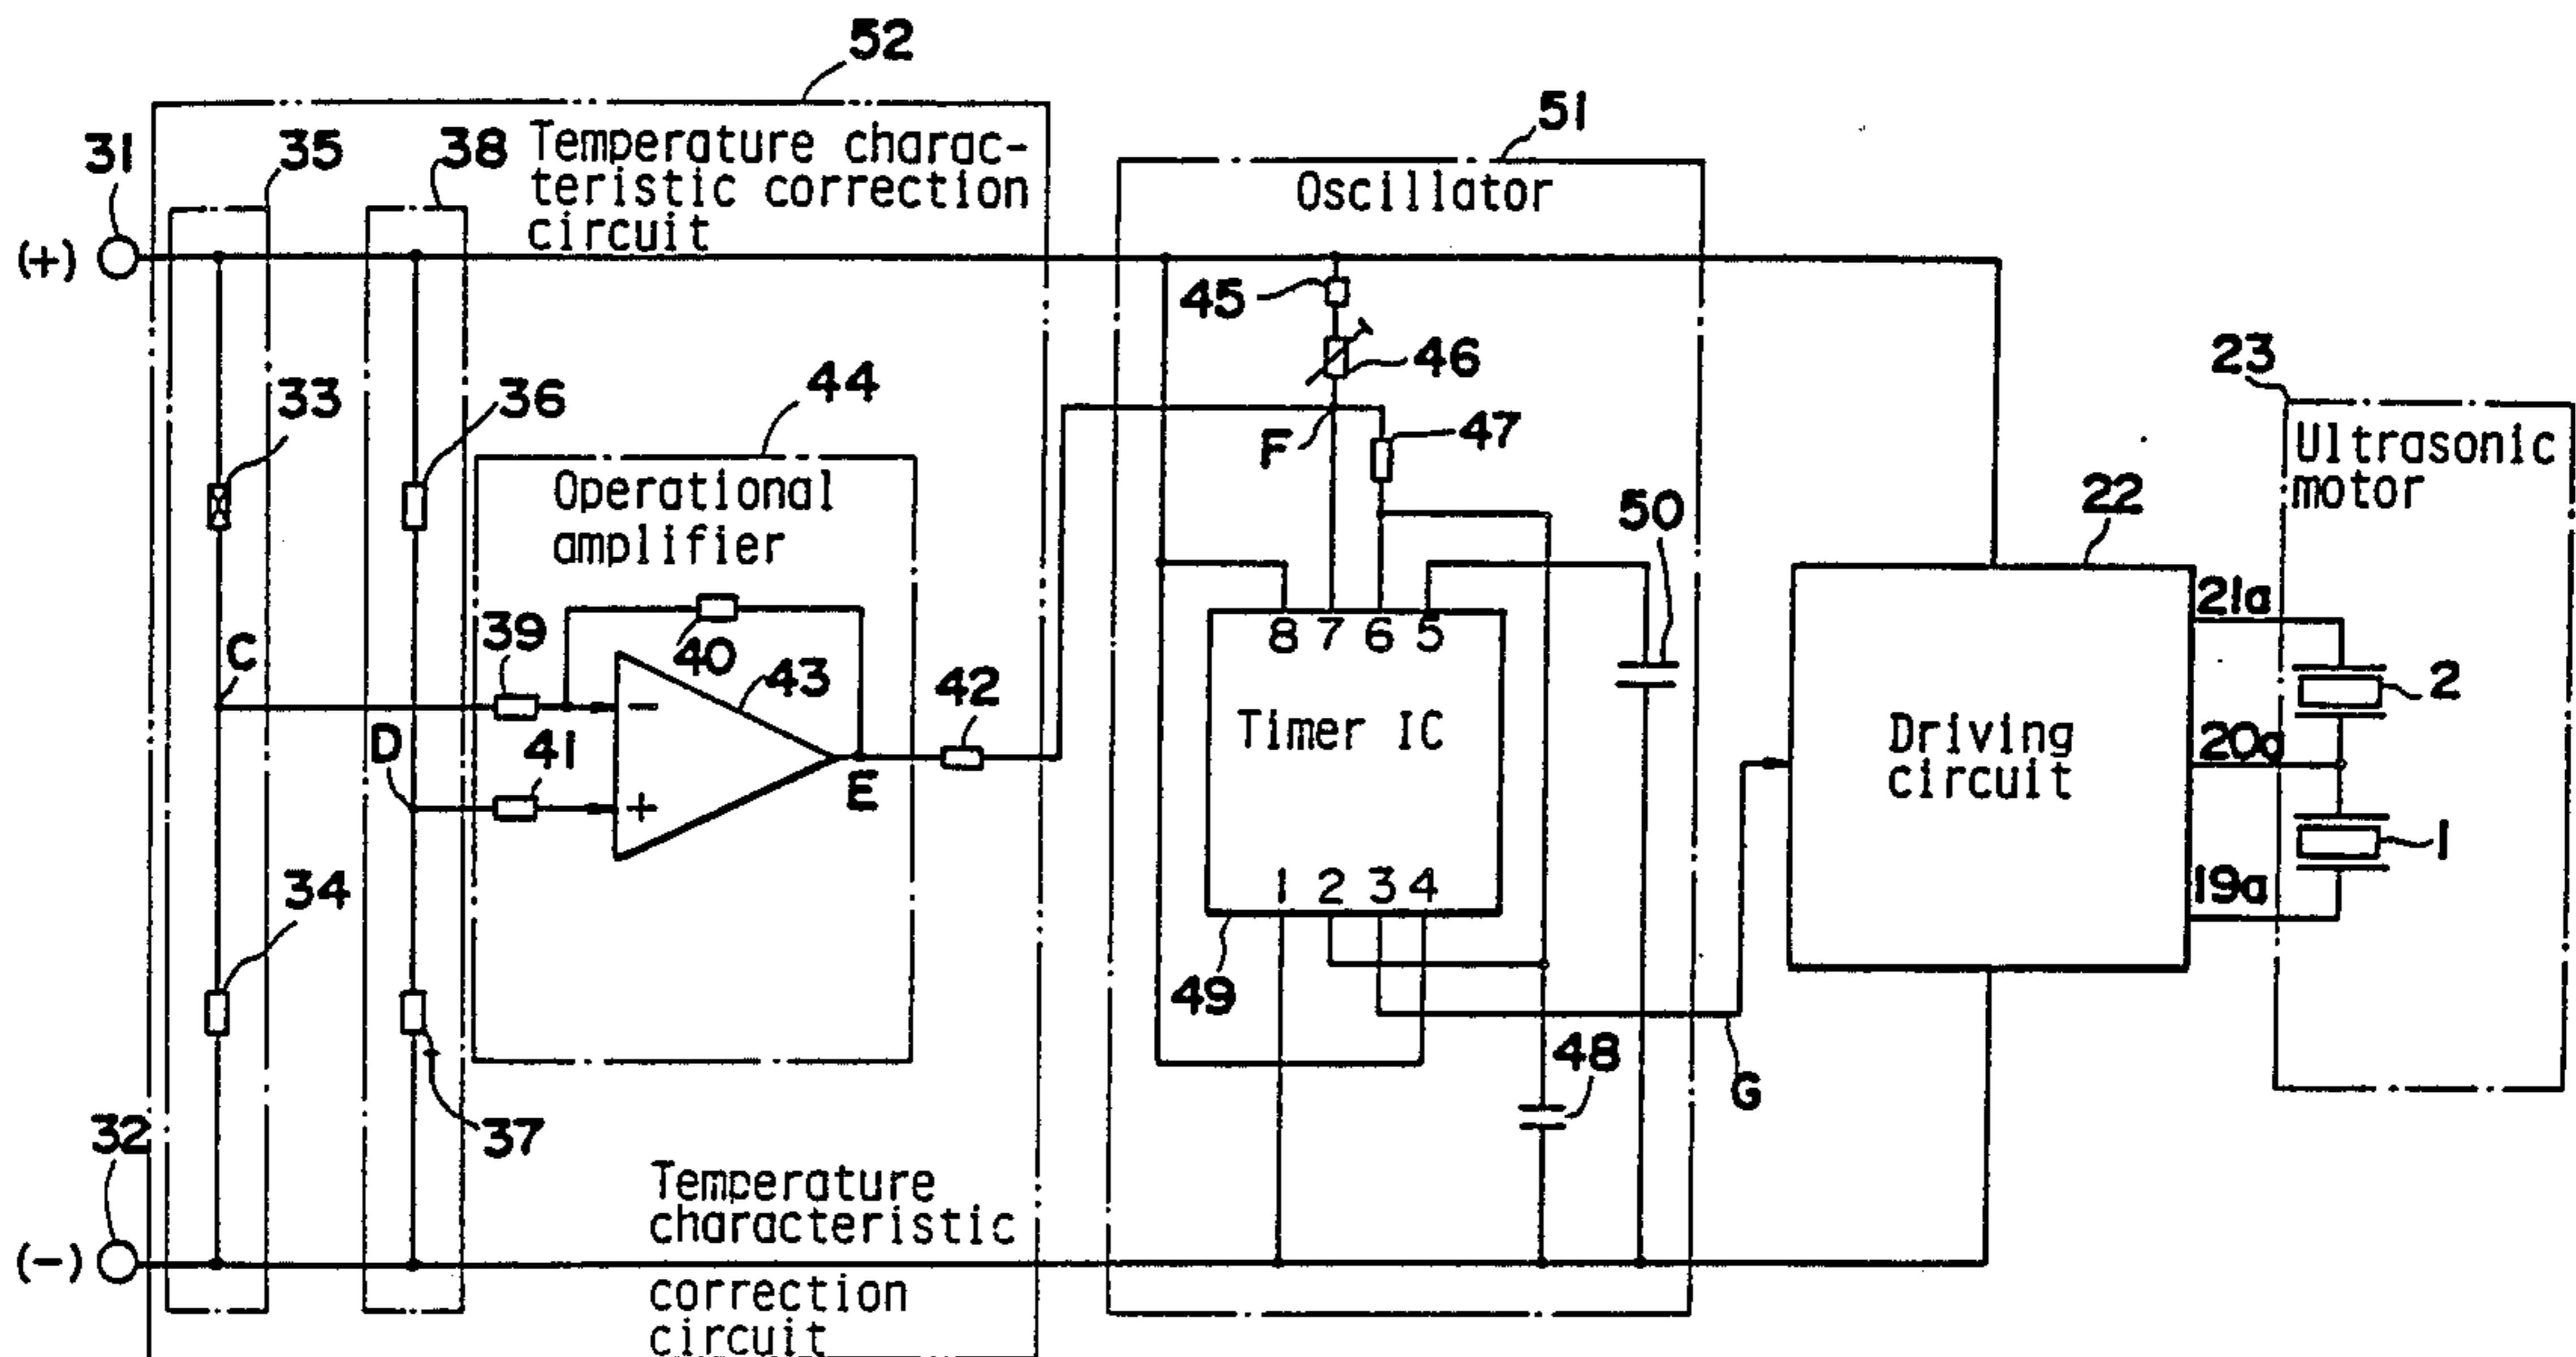 52
51
31
35
38
Temperature charac-
teristic correction
circuit
Oscillator
(+)
45
46
23
33
36
44
F
47
Ultrasonic
motor
Operational
amplifier
50
22
21a
8 7 6 5
39
40
C
43
42
2
D
41
Timer IC
Driving
circuit
20a
E
1
34
1 2 3 4
19a
49
48
G
32
37
Temperature
characteristic
(-)
correction
circuit